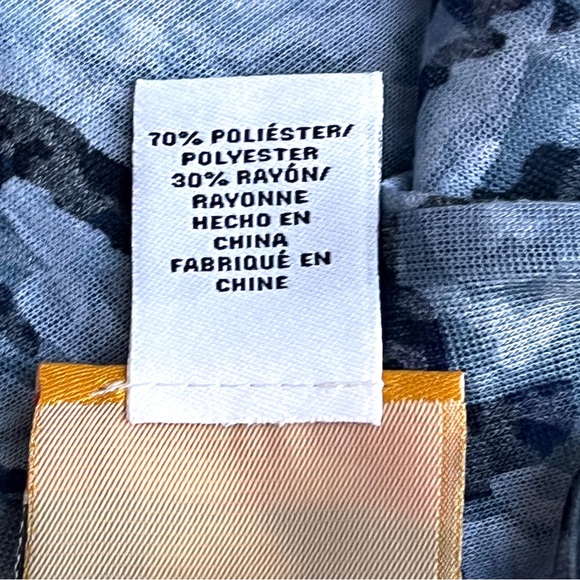 70% POLIÉSTER/
POLYESTER
30% RAYÓN/
RAYONNE
HECHO EN
CHINA
FABRIQUÉ EN
CHINE